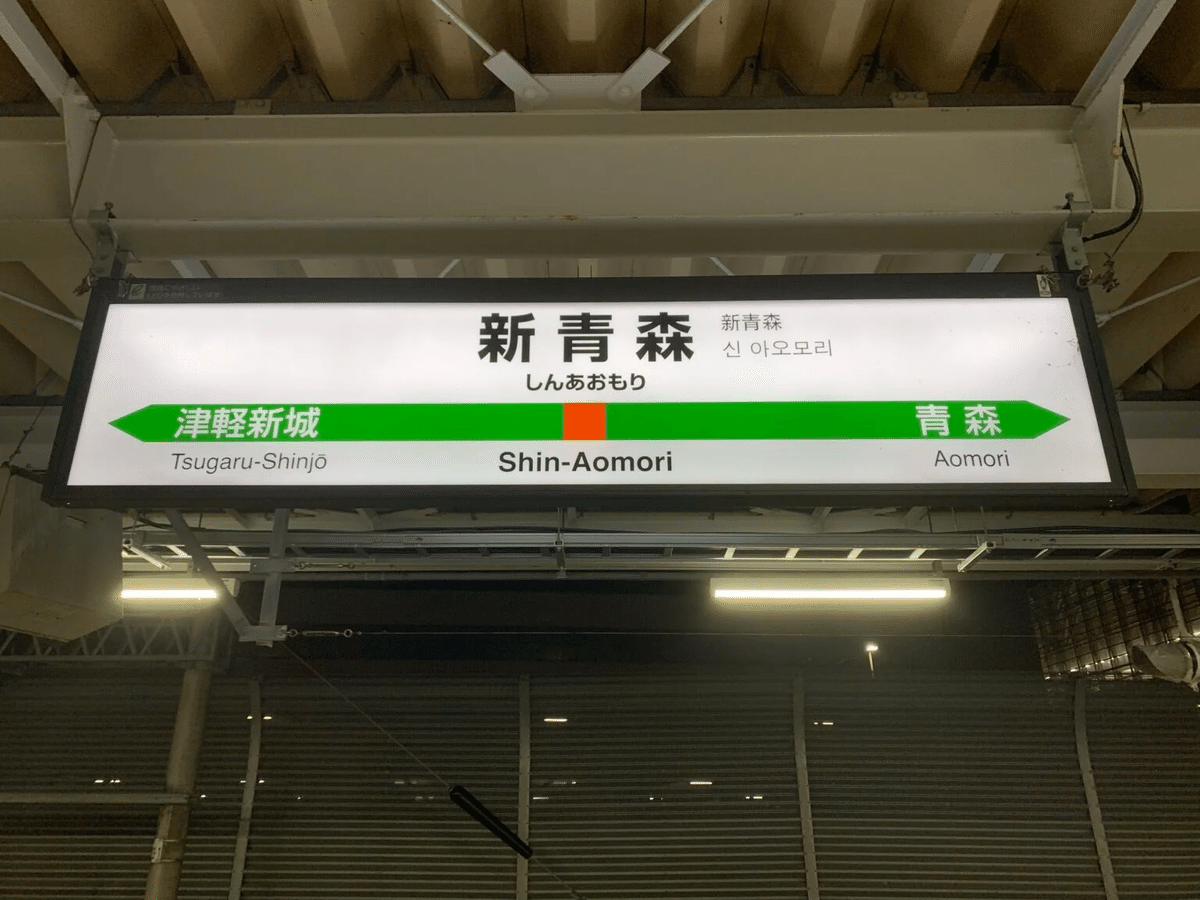 新青森
新青森
신 아오모리
しんあおもり
津軽新城
青森
Tsugaru-Shinjō
Shin-Aomori
Aomori